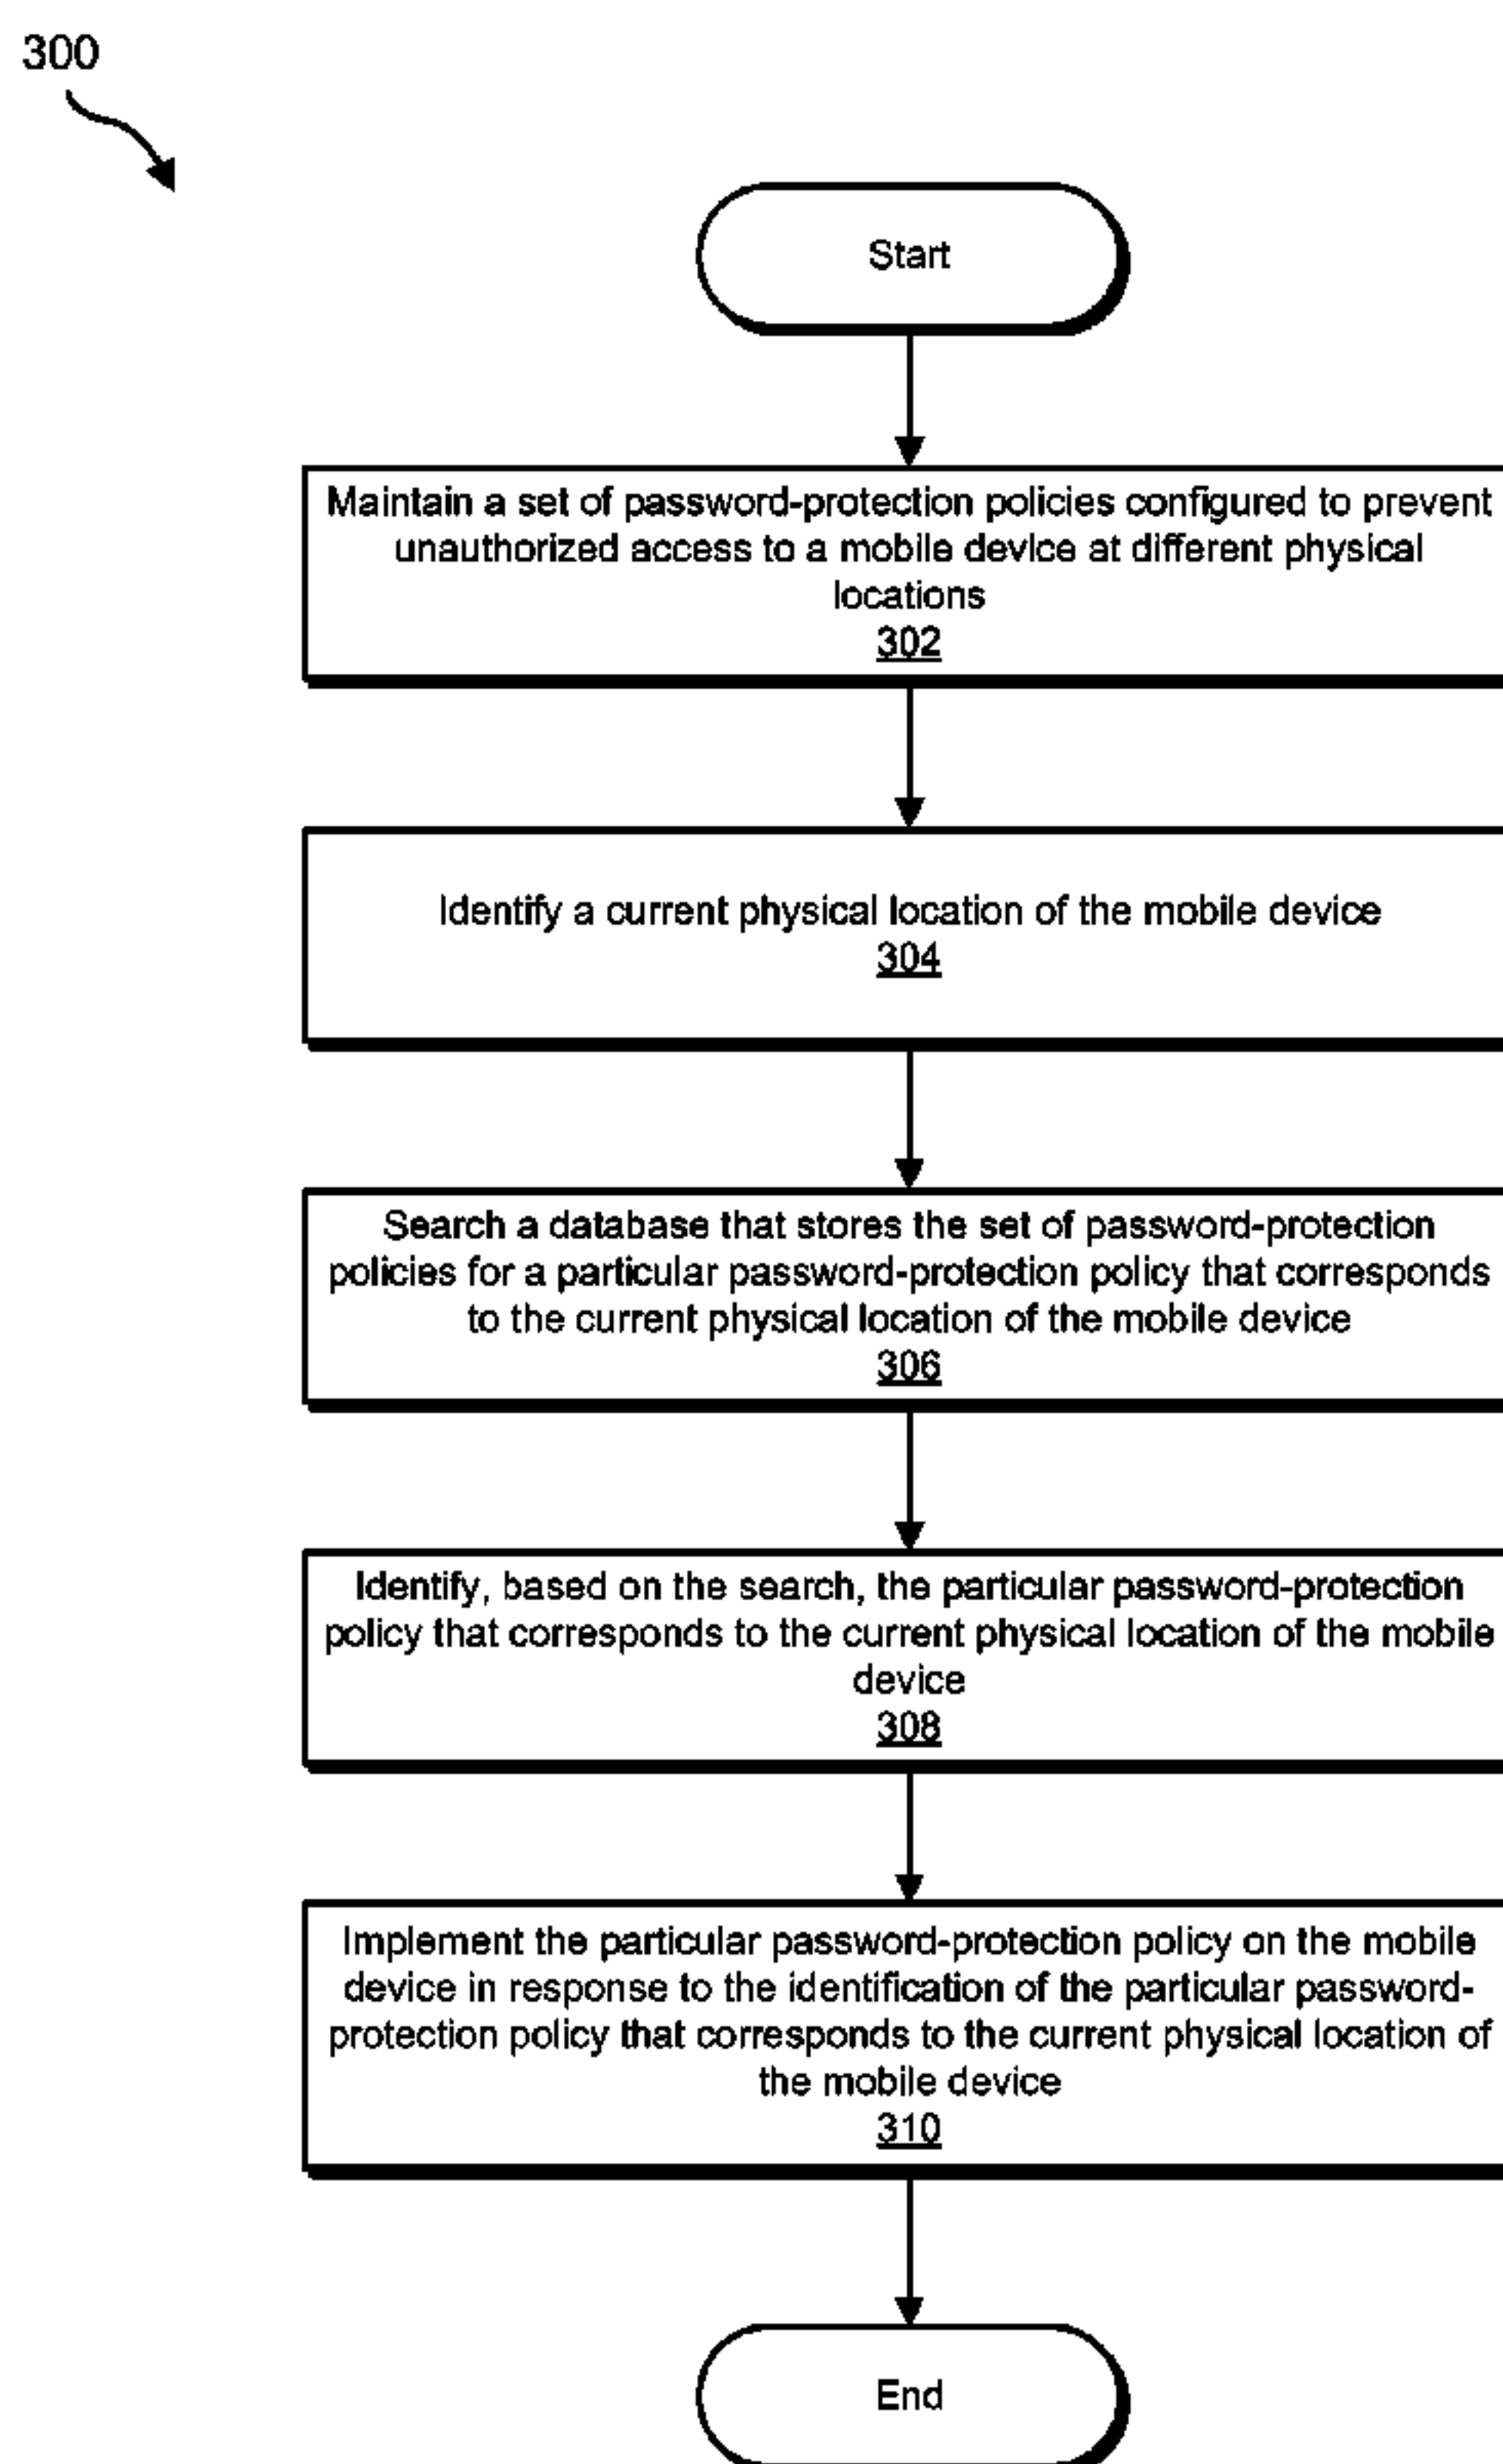 300
Start
Maintain a set of password-protection policies configured to prevent
unauthorized access to a mobile device at different physical
locations
302
Identify a current physical location of the mobile device
304
Search a database that stores the set of password-protection
policies for a particular password-protection policy that corresponds
to the current physical location of the mobile device
306
Identify, based on the search, the particular password-protection
policy that corresponds to the current physical location of the mobile
device
308
Implement the particular password-protection policy on the mobile
device in response to the identification of the particular password-
protection policy that corresponds to the current physical location of
the mobile device
310
End